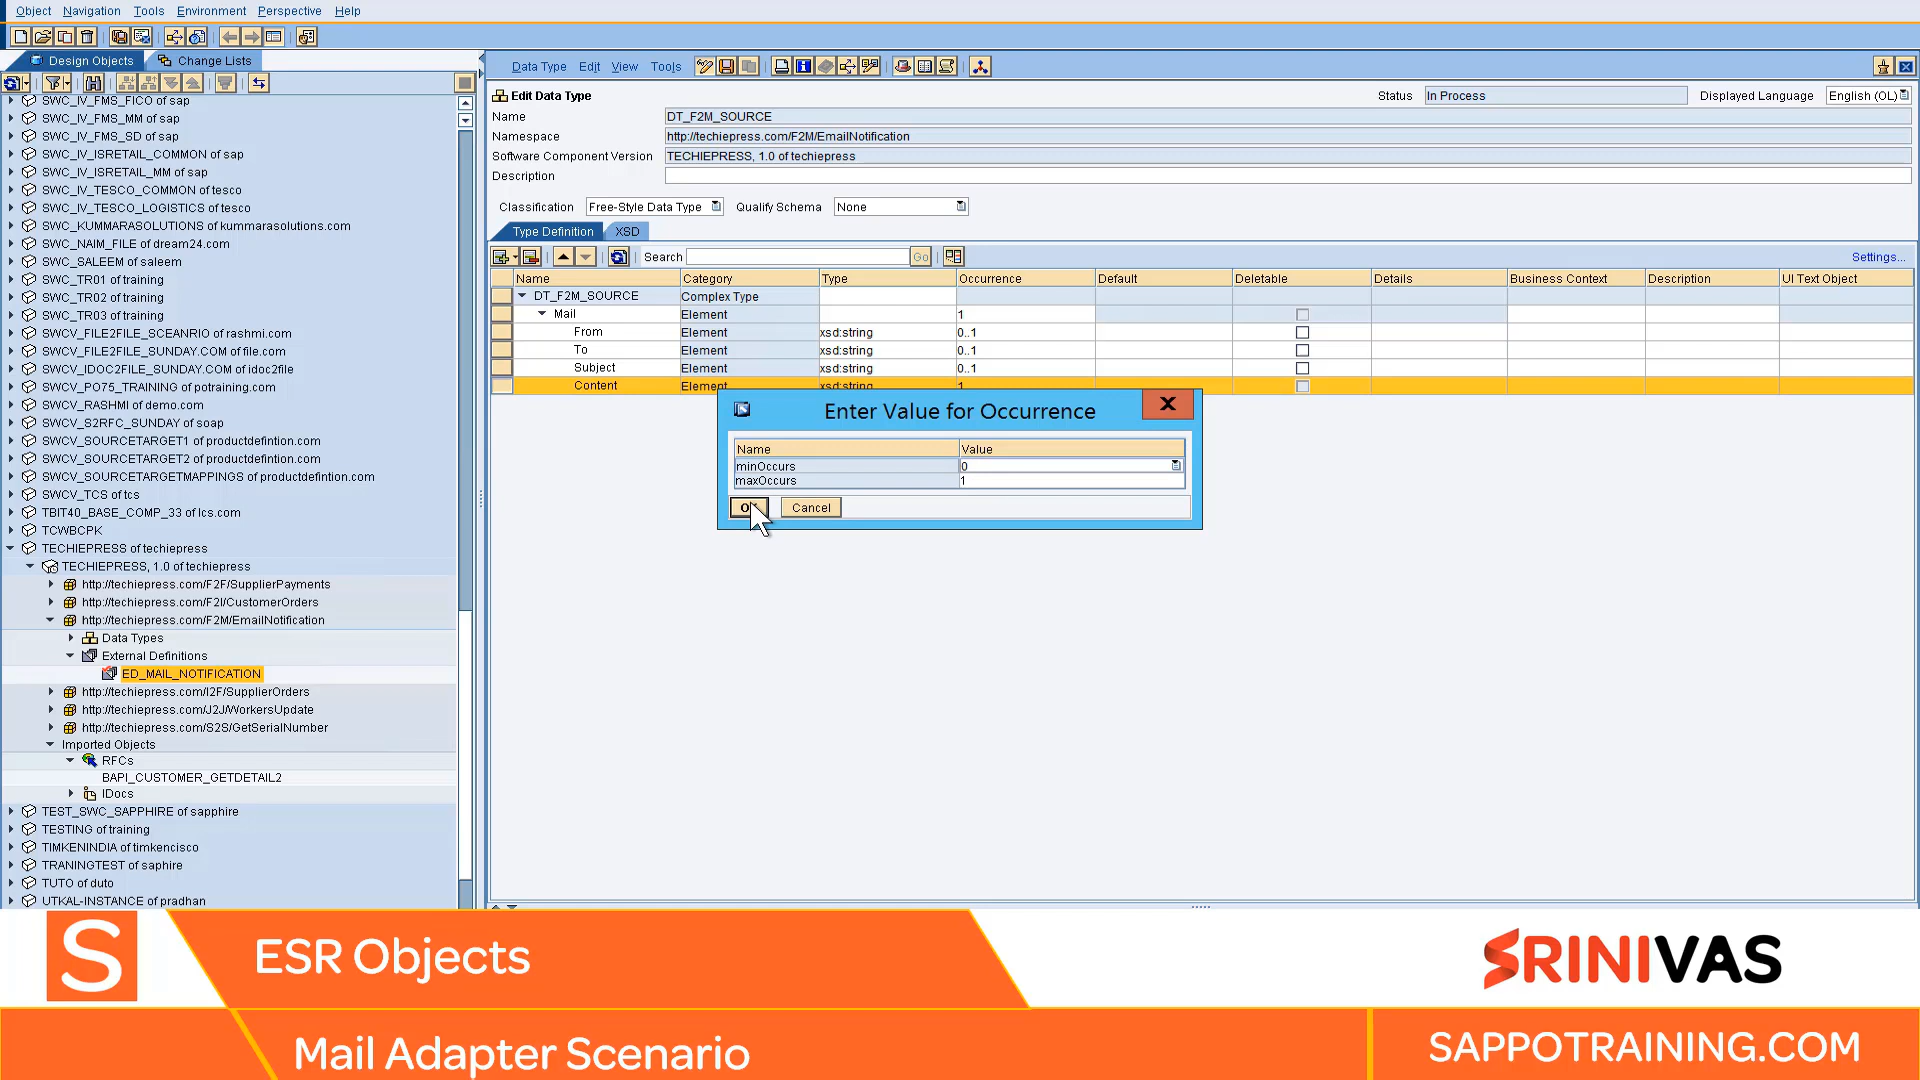 Object Navigation Tools Environment Perspective Help
Design Objects Change Lists
SWC_IV_FMS_FICO of sap
SWC_IV_FMS_MM of sap
SWC_IV_FMS_SD of sap
SWC_IV_ISRETAIL_COMMON of sap
SWC_IV_ISRETAIL_MM of sap
SWC_IV_TESCO_COMMON of tesco
SWC_IV_TESCO_LOGISTICS of tesco
SWC_KUMMARASOLUTIONS of kummarasolutions.com
SWC_NAIM_FILE of dream24.com
SWC_SALEEM of saleem
SWC_TR01 of training
SWC_TR02 of training
SWC_TR03 of training
SWCV_FILE2FILE_SCEANRIO of rashmi.com
SWCV_FILE2FILE_SUNDAY.COM of file.com
SWCV_IDOC2FILE_SUNDAY.COM of idoc2file
SWCV_PO75_TRAINING of potraining.com
SWCV_RASHMI of demo.com
SWCV_S2RFC_SUNDAY of soap
SWCV_SOURCETARGET1 of productdefintion.com
SWCV_SOURCETARGET2 of productdefintion.com
SWCV_SOURCETARGETMAPPINGS of productdefintion.com
SWCV_TCS of tcs
TBIT40_BASE_COMP_33 of lcs.com
TCWBCPK
TECHIEPRESS of techiepress
TECHIEPRESS, 1.0 of techiepress
http://techiepress.com/F2F/SupplierPayments
http://techiepress.com/F2I/CustomerOrders
http://techiepress.com/F2M/EmailNotification
Data Types
External Definitions
ED_MAIL_NOTIFICATION
http://techiepress.com/I2F/SupplierOrders
http://techiepress.com/J2J/WorkersUpdate
http://techiepress.com/S2S/GetSerialNumber
Imported Objects
RFCs
BAPI_CUSTOMER_GETDETAIL2
IDocs
TEST_SWC_SAPPHIRE of sapphire
TESTING of training
TIMKENINDIA of timkencisco
TRANINGTEST of saphire
TUTO of duto
UTKAL-INSTANCE of pradhan
Data Type Edit View Tools
Edit Data Type Status In Process Displayed Language English (OL)
Name DT_F2M_SOURCE
Namespace http://techiepress.com/F2M/EmailNotification
Software Component Version TECHIEPRESS, 1.0 of techiepress
Description
Classification Free-Style Data Type Qualify Schema None
Type Definition XSD
Search Go Settings...
Name Category Type Occurrence Default Deletable Details Business Context Description UI Text Object
DT_F2M_SOURCE Complex Type
Mail Element 1
From Element xsd:string 0..1
To Element xsd:string 0..1
Subject Element xsd:string 0..1
Content Element xsd:string 1
Enter Value for Occurrence
Name Value
minOccurs 0
maxOccurs 1
Cancel
S ESR Objects
SRINIVAS
Mail Adapter Scenario
SAPPOTRAINING.COM